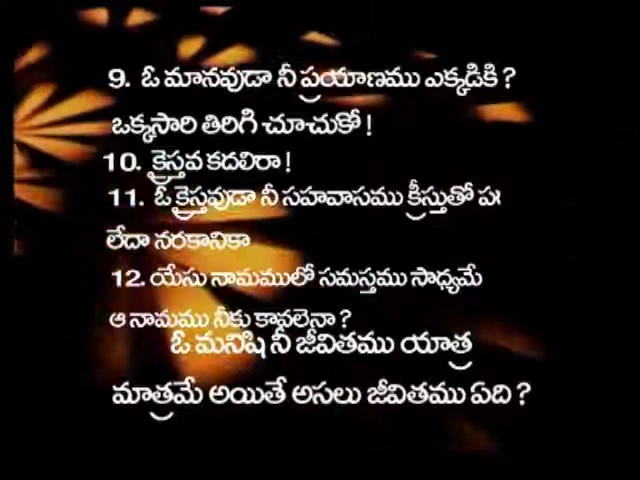 9. ఓ మానవుడా నీ ప్రయాణము ఎక్కడికి ?
ఒక్కసారి తిరిగి చూచుకో !
10. క్రైస్తవ కదలిరా !
11. ఓ క్రైస్తవుడా నీ సహవాసము క్రీస్తుతో
లేదా నరకానికా
12. యేసు నామములో సమస్తము సాధ్యమే
ఆ నామము నీకు కావలెనా ?
ఓ మనిషి నీ జీవితము యాత్ర
మాత్రమే అయితే అసలు జీవితము ఏది ?